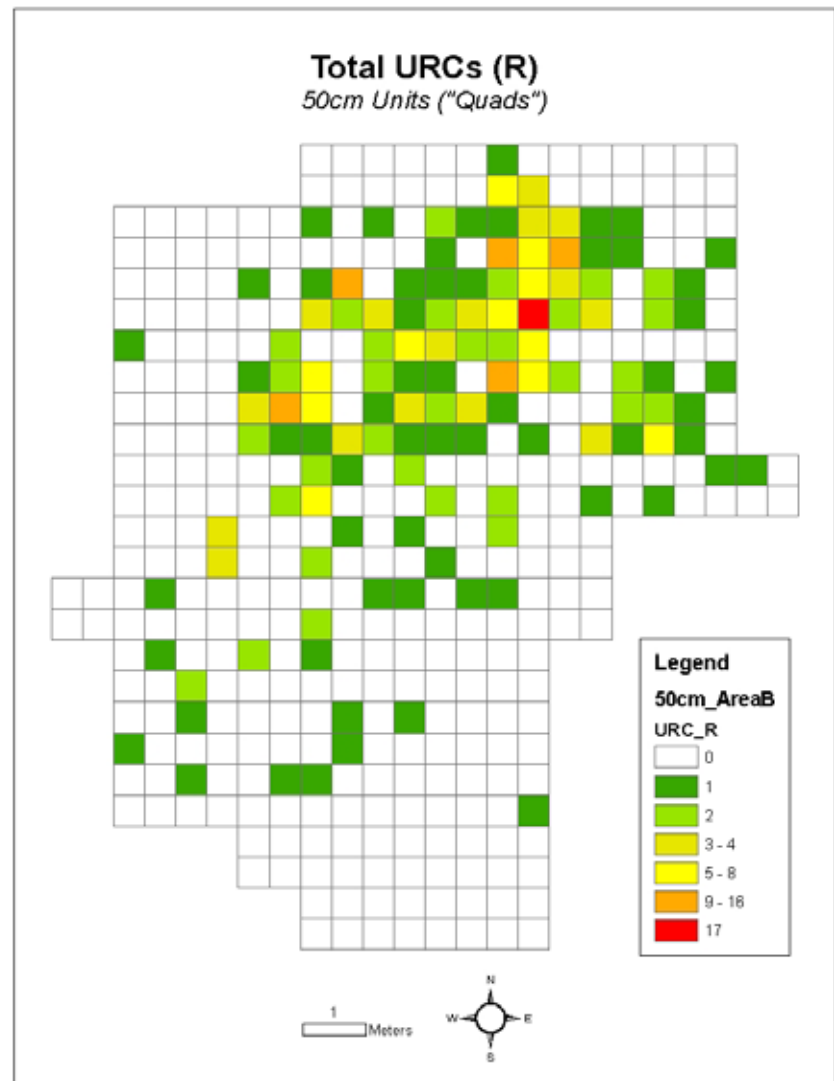 Total URCs (R)
50cm Units ("Quads")
Legend
50cm_AreaB
URC_R
0
1
2
3 - 4
5 - 8
9 - 16
17
1
Meters
N
W
E
S